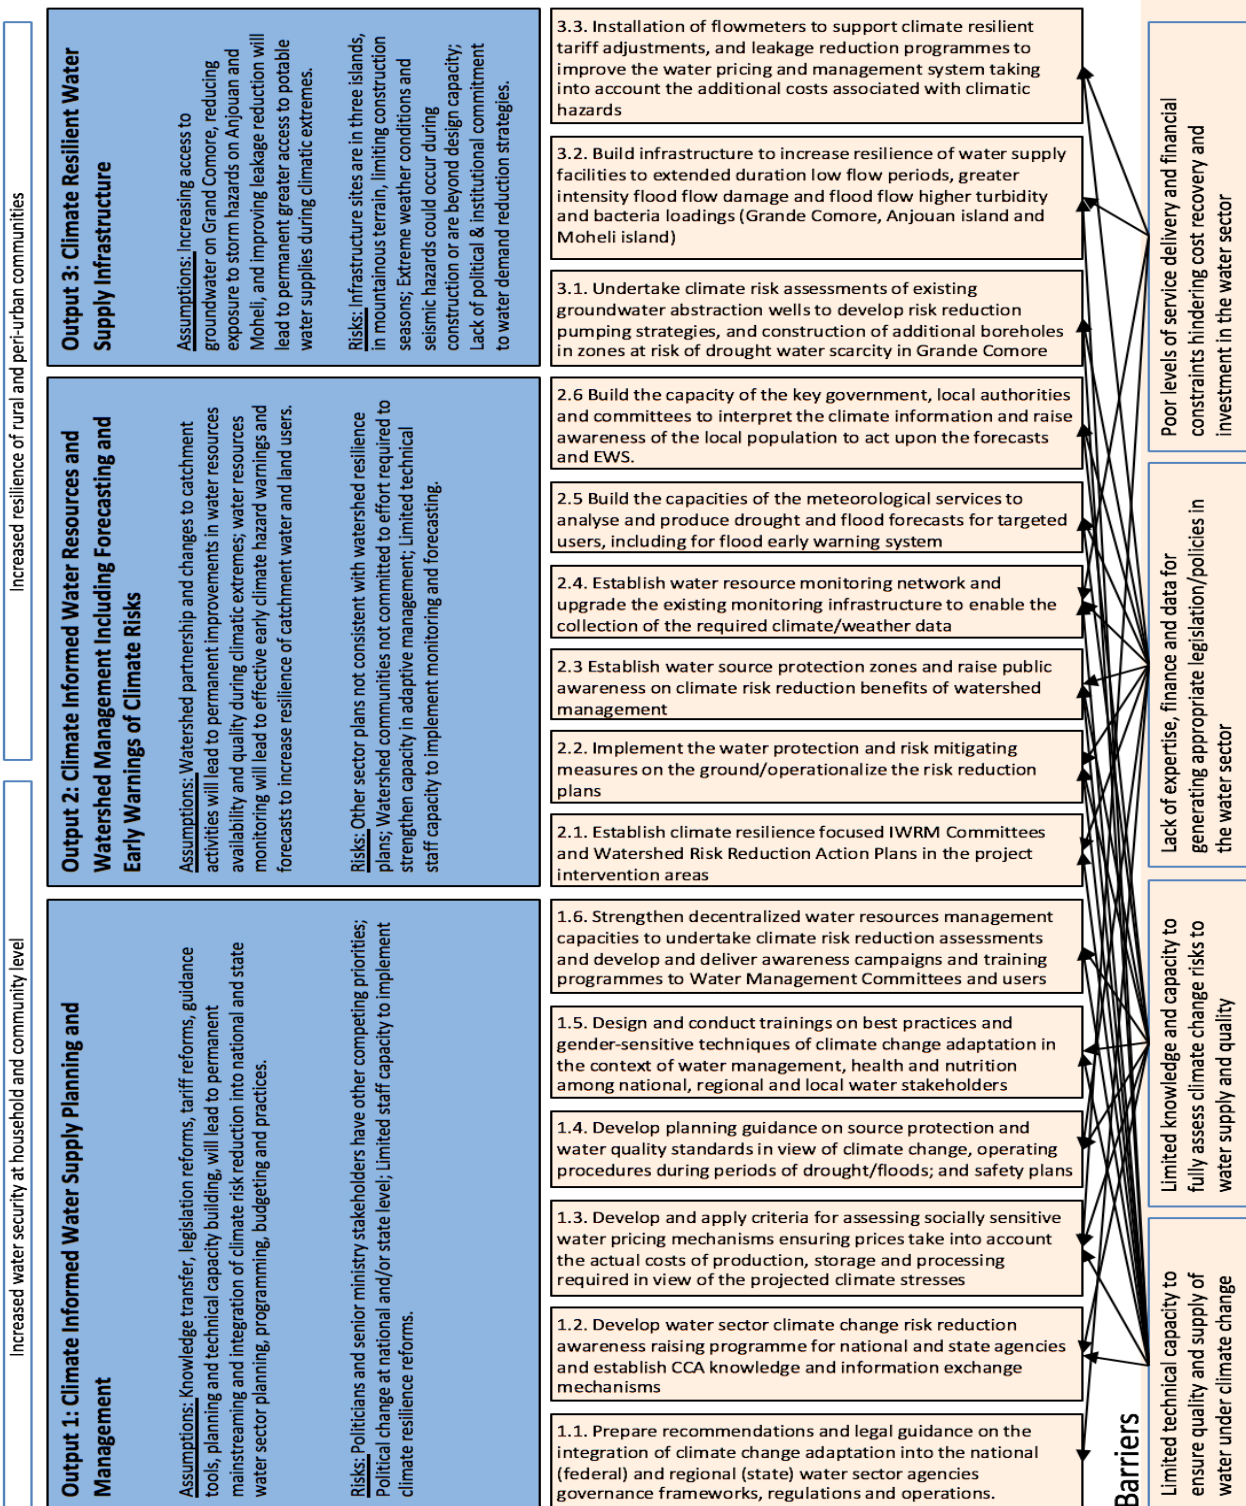 Increased water security at household and community level
Increased resilience of rural and peri-urban communities
Output 1: Climate Informed Water Supply Planning and
Management
Assumptions: Knowledge transfer, legislation reforms, tariff reforms, guidance
tools, planning and technical capacity building, will lead to permanent
mainstreaming and integration of climate risk reduction into national and state
water sector planning, programming, budgeting and practices.
Risks: Politicians and senior ministry stakeholders have other competing priorities;
Political change at national and/or state level; Limited staff capacity to implement
climate resilience reforms.
Output 2: Climate Informed Water Resources and
Watershed Management Including Forecasting and
Early Warnings of Climate Risks
Assumptions: Watershed partnership and changes to catchment
activities will lead to permanent improvements in water resources
availability and quality during climatic extremes; water resources
monitoring will lead to effective early climate hazard warnings and
forecasts to increase resilience of catchment water and land users.
Risks: Other sector plans not consistent with watershed resilience
plans; Watershed communities not committed to effort required to
strengthen capacity in adaptive management; Limited technical
staff capacity to implement monitoring and forecasting.
Output 3: Climate Resilient Water
Supply Infrastructure
Assumptions: Increasing access to
groundwater on Grand Comore, reducing
exposure to storm hazards on Anjouan and
Moheli, and improving leakage reduction will
lead to permanent greater access to potable
water supplies during climatic extremes.
Risks: Infrastructure sites are in three islands,
in mountainous terrain, limiting construction
seasons; Extreme weather conditions and
seismic hazards could occur during
construction or are beyond design capacity;
Lack of political & institutional commitment
to water demand reduction strategies.
3.3. Installation of flowmeters to support climate resilient
tariff adjustments, and leakage reduction programmes to
improve the water pricing and management system taking
into account the additional costs associated with climatic
hazards
3.2. Build infrastructure to increase resilience of water supply
facilities to extended duration low flow periods, greater
intensity flood flow damage and flood flow higher turbidity
and bacteria loadings (Grande Comore, Anjouan island and
Moheli island)
3.1. Undertake climate risk assessments of existing
groundwater abstraction wells to develop risk reduction
pumping strategies, and construction of additional boreholes
in zones at risk of drought water scarcity in Grande Comore
2.6 Build the capacity of the key government, local authorities
and committees to interpret the climate information and raise
awareness of the local population to act upon the forecasts
and EWS.
2.5 Build the capacities of the meteorological services to
analyse and produce drought and flood forecasts for targeted
users, including for flood early warning system
2.4. Establish water resource monitoring network and
upgrade the existing monitoring infrastructure to enable the
collection of the required climate/weather data
2.3 Establish water source protection zones and raise public
awareness on climate risk reduction benefits of watershed
management
2.2. Implement the water protection and risk mitigating
measures on the ground/operationalize the risk reduction
plans
2.1. Establish climate resilience focused IWRM Committees
and Watershed Risk Reduction Action Plans in the project
intervention areas
1.6. Strengthen decentralized water resources management
capacities to undertake climate risk reduction assessments
and develop and deliver awareness campaigns and training
programmes to Water Management Committees and users
1.5. Design and conduct trainings on best practices and
gender-sensitive techniques of climate change adaptation in
the context of water management, health and nutrition
among national, regional and local water stakeholders
1.4. Develop planning guidance on source protection and
water quality standards in view of climate change, operating
procedures during periods of drought/floods; and safety plans
1.3. Develop and apply criteria for assessing socially sensitive
water pricing mechanisms ensuring prices take into account
the actual costs of production, storage and processing
required in view of the projected climate stresses
1.2. Develop water sector climate change risk reduction
awareness raising programme for national and state agencies
and establish CCA knowledge and information exchange
mechanisms
1.1. Prepare recommendations and legal guidance on the
integration of climate change adaptation into the national
(federal) and regional (state) water sector agencies
governance frameworks, regulations and operations.
Barriers
Limited technical capacity to
ensure quality and supply of
water under climate change
Limited knowledge and capacity to
fully assess climate change risks to
water supply and quality
Lack of expertise, finance and data for
generating appropriate legislation/policies in
the water sector
Poor levels of service delivery and financial
constraints hindering cost recovery and
investment in the water sector